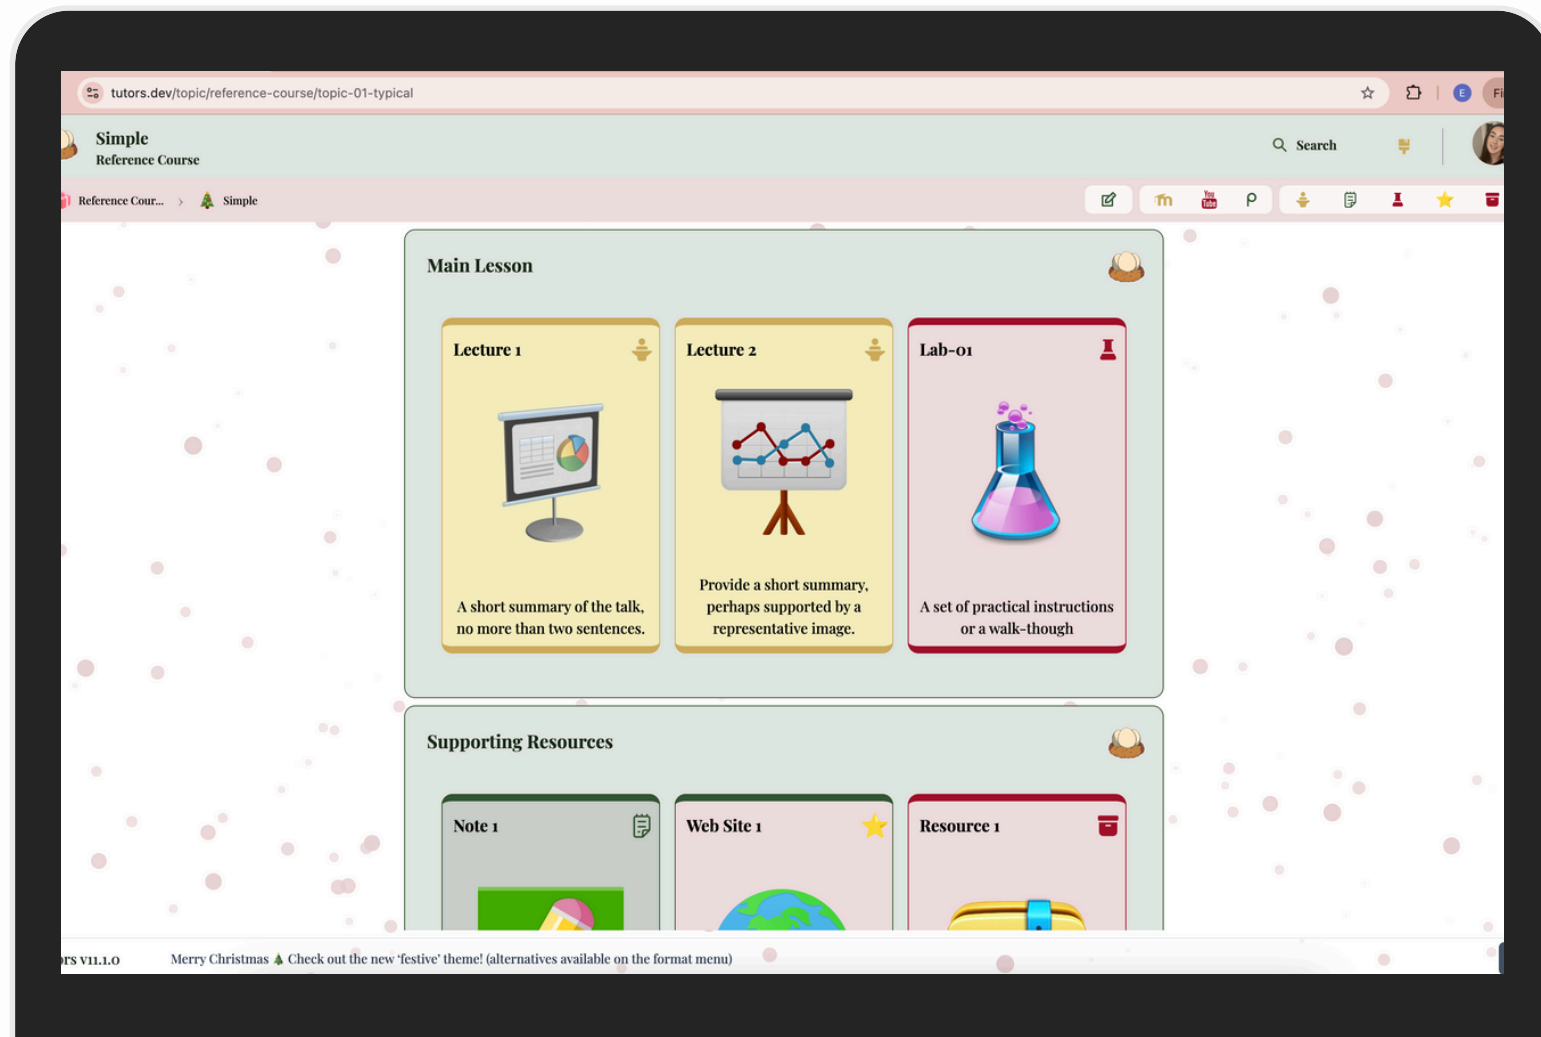 tutors.dev/topic/reference-course/topic-01-typical
E
Simple
Reference Course
Search
Reference Cour...
Simple
You
Tube
Main Lesson
Lecture 1
Lecture 2
Lab-01
A short summary of the talk,
no more than two sentences.
Provide a short summary,
perhaps supported by a
representative image.
A set of practical instructions
or a walk-though
Supporting Resources
Note 1
Web Site 1
Resource 1
v11.1.0
Merry Christmas 🎄 Check out the new ‘festive’ theme! (alternatives available on the format menu)